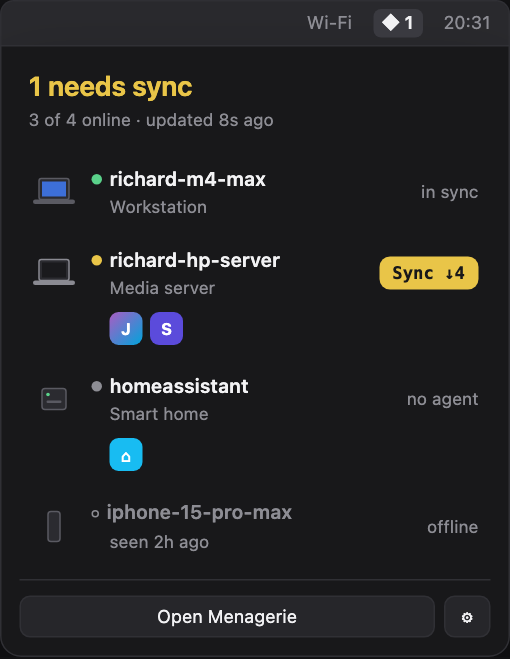 Wi-Fi ◆ 1 20:31
1 needs sync
3 of 4 online · updated 8s ago
richard-m4-max
Workstation
in sync
richard-hp-server
Media server
Sync ↓4
J S
homeassistant
Smart home
no agent
iphone-15-pro-max
seen 2h ago
offline
Open Menagerie